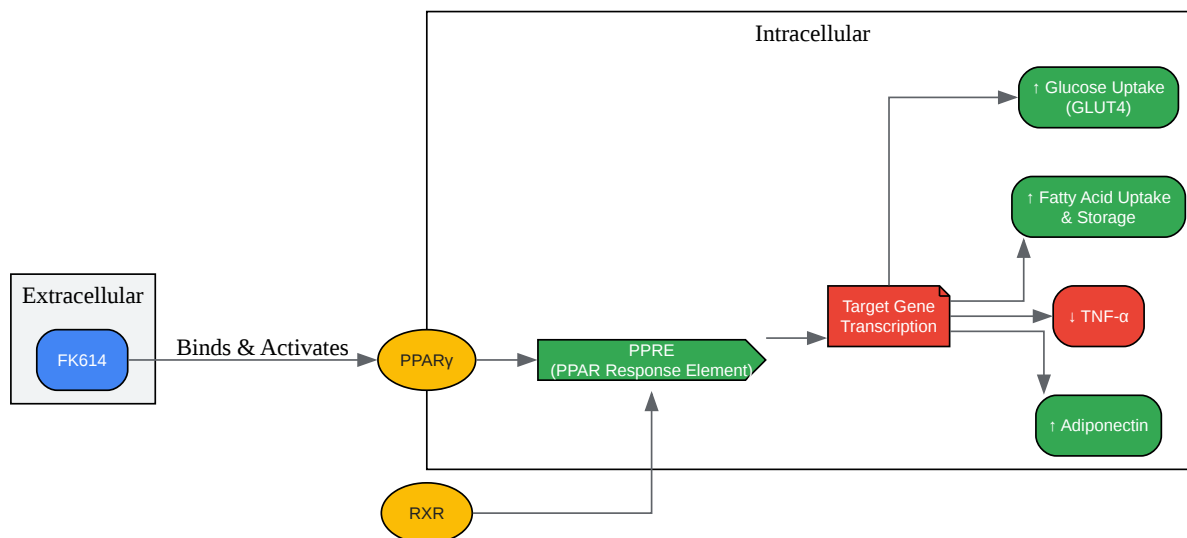 Intracellular
↑ Glucose Uptake
(GLUT4)
↑ Fatty Acid Uptake
& Storage
Extracellular
FK614
Binds & Activates
PPARγ
PPRE
(PPAR Response Element)
Target Gene
Transcription
↓ TNF-α
↑ Adiponectin
RXR